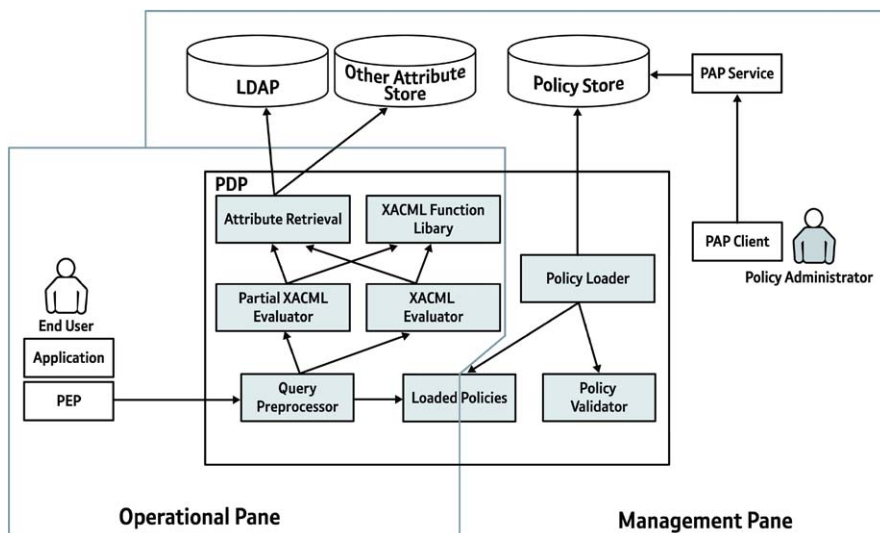 LDAP
Other Attribute
Store
Policy Store
PAP Service
PDP
Attribute Retrieval
XACML Function
Libary
PAP Client
Policy Administrator
Policy Loader
Partial XACML
Evaluator
XACML
Evaluator
End User
Application
PEP
Query
Preprocessor
Loaded Policies
Policy
Validator
Operational Pane
Management Pane